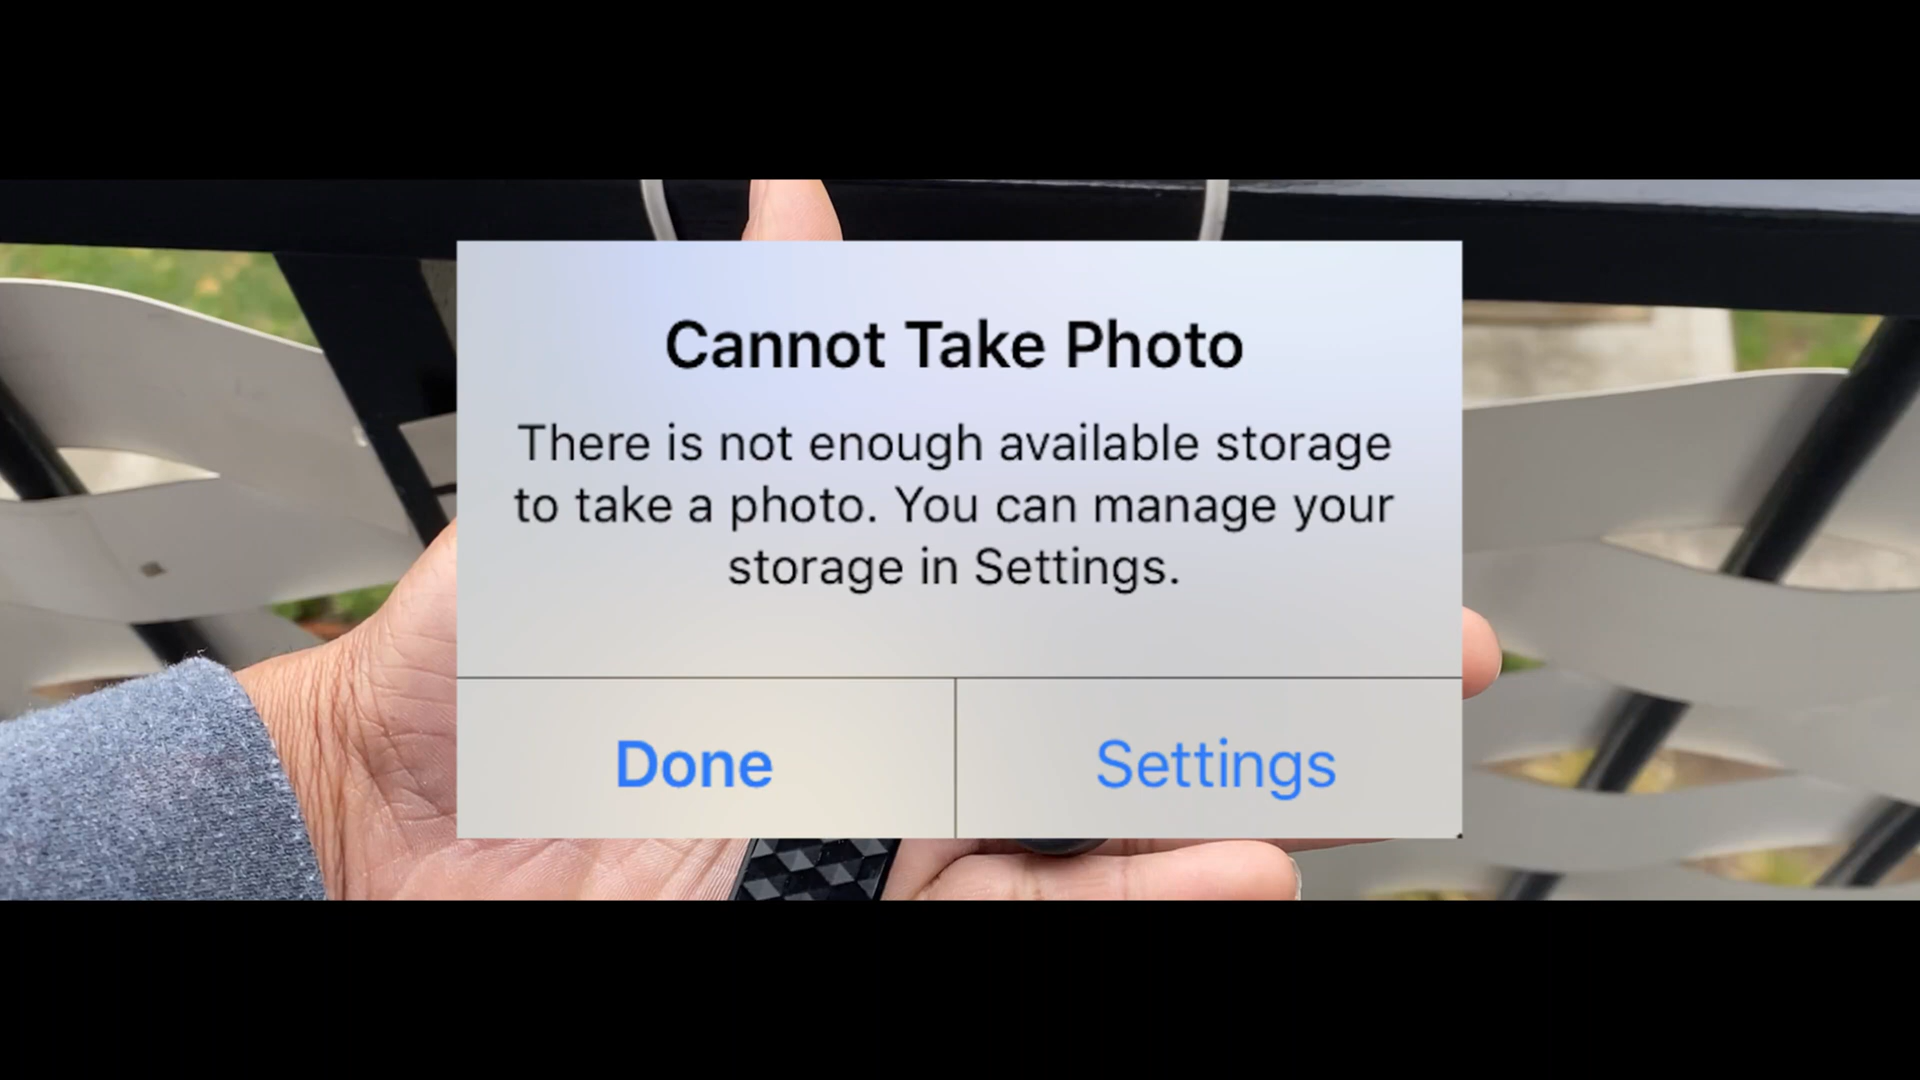 Cannot Take Photo
There is not enough available storage
to take a photo. You can manage your
storage in Settings.
Done
Settings